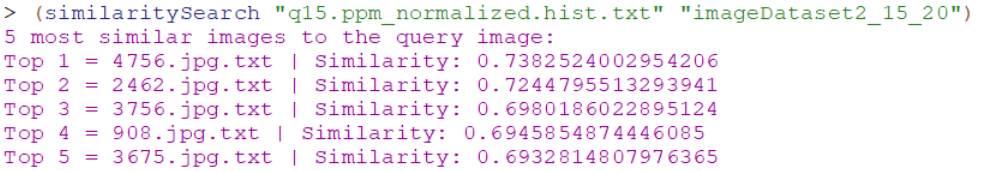 > (similaritySearch "q15.ppm_normalized.hist.txt" "imageDataset2_15_20")
5 most similar images to the query image:
Top 1 = 4756.jpg.txt | Similarity: 0.7382524002954206
Top 2 = 2462.jpg.txt | Similarity: 0.7244795513293941
Top 3 = 3756.jpg.txt | Similarity: 0.6980186022895124
Top 4 = 908.jpg.txt | Similarity: 0.6945854874446085
Top 5 = 3675.jpg.txt | Similarity: 0.6932814807976365